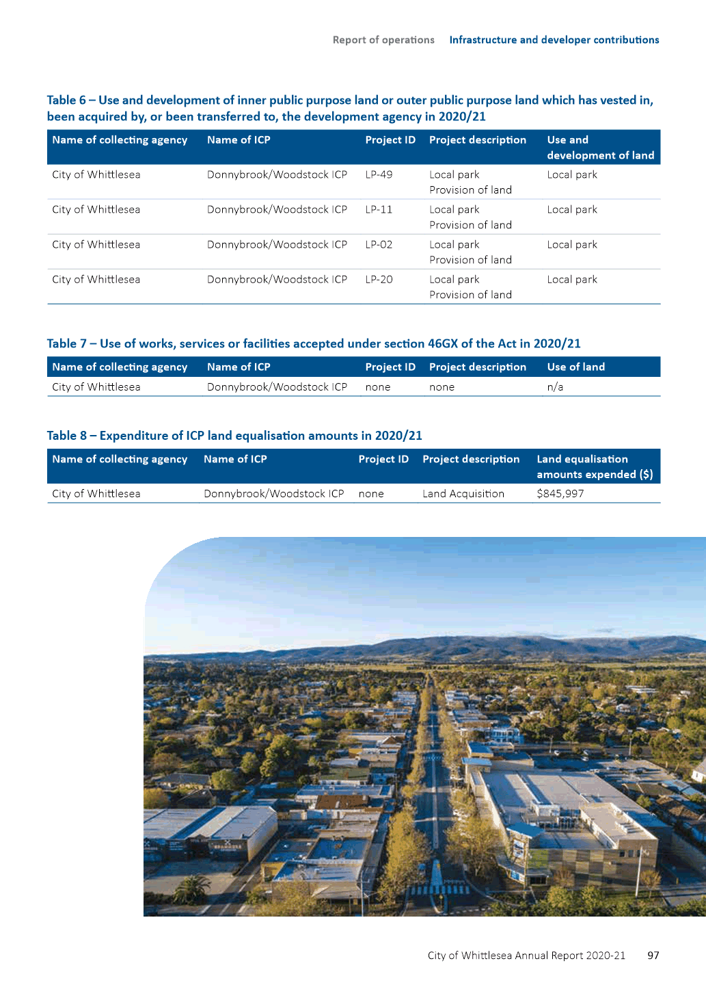 Report of operations Infrastructure and developer contributions
Table 6 – Use and development of inner public purpose land or outer public purpose land which has vested in,
been acquired by, or been transferred to, the development agency in 2020/21
Name of collecting agency Name of ICP Project ID Project description Use and
development of land
City of Whittlesea Donnybrook/Woodstock ICP LP-49 Local park Local park
Provision of land
City of Whittlesea Donnybrook/Woodstock ICP LP-11 Local park Local park
Provision of land
City of Whittlesea Donnybrook/Woodstock ICP LP-02 Local park Local park
Provision of land
City of Whittlesea Donnybrook/Woodstock ICP LP-20 Local park Local park
Provision of land
Table 7 – Use of works, services or facilities accepted under section 46GX of the Act in 2020/21
Name of collecting agency Name of ICP Project ID Project description Use of land
City of Whittlesea Donnybrook/Woodstock ICP none none n/a
Table 8 – Expenditure of ICP land equalisation amounts in 2020/21
Name of collecting agency Name of ICP Project ID Project description Land equalisation
amounts expended ($)
City of Whittlesea Donnybrook/Woodstock ICP none Land Acquisition $845,997
City of Whittlesea Annual Report 2020-21 97